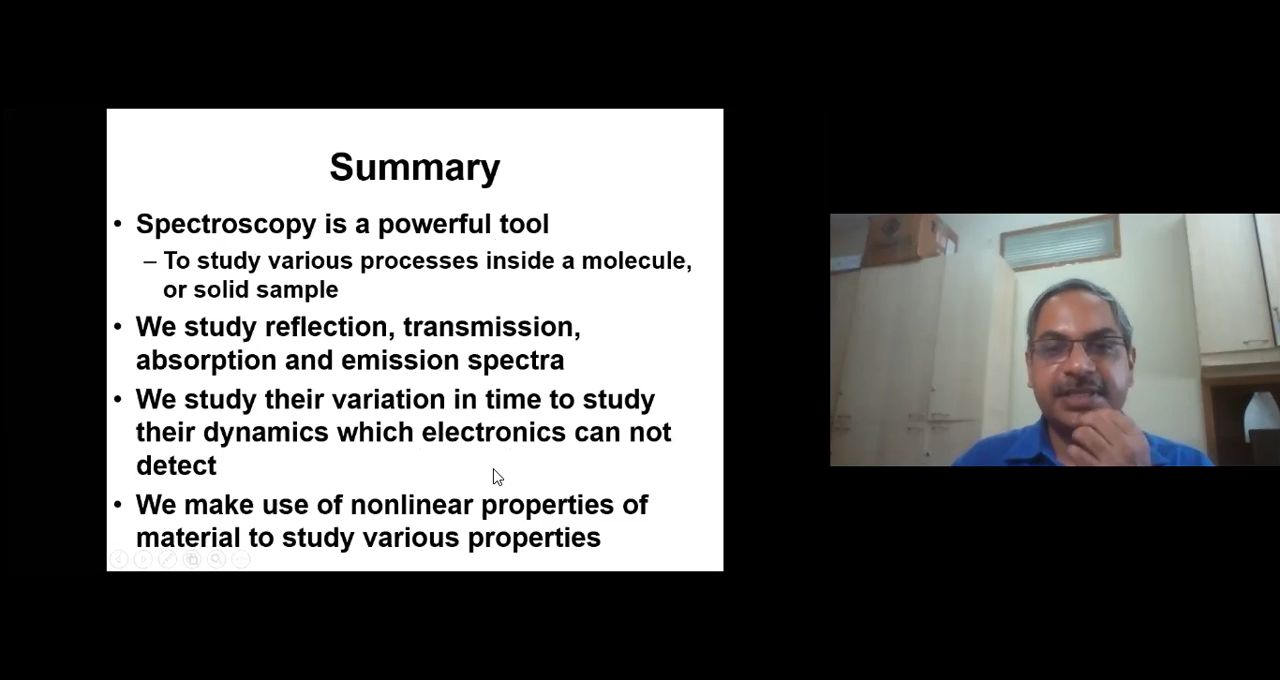 Summary
• Spectroscopy is a powerful tool
– To study various processes inside a molecule,
or solid sample
• We study reflection, transmission,
absorption and emission spectra
• We study their variation in time to study
their dynamics which electronics can not
detect
• We make use of nonlinear properties of
material to study various properties